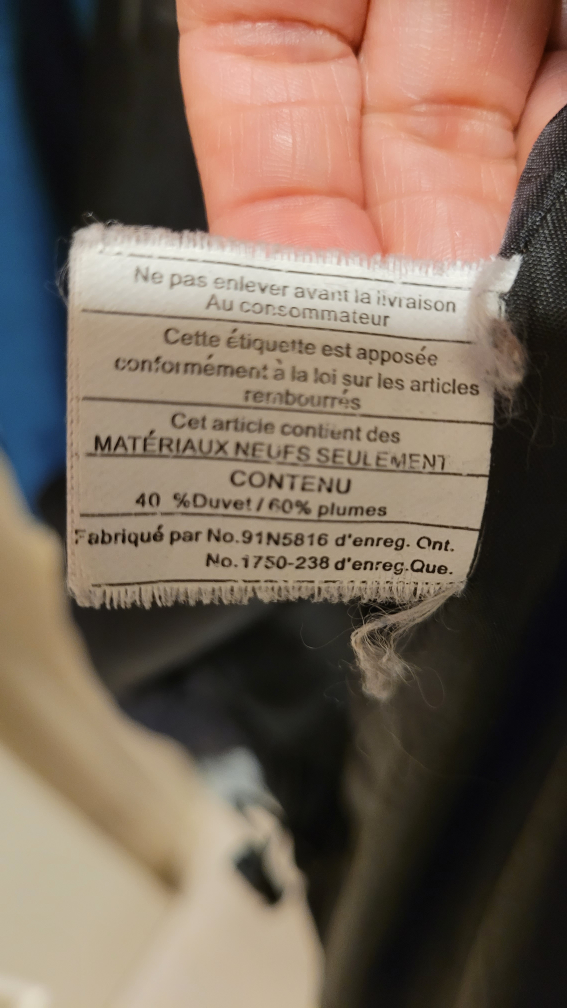 Ne pas enlever avant la livraison
Au consommateur
Cette étiquette est apposée
conformément à la loi sur les articles
rembourrés
Cet article contient des
MATÉRIAUX NEUFS SEULEMENT
CONTENU
40 %Duvet / 60% plumes
Fabriqué par No.91N5816 d'enreg. Ont.
No.1750-238 d'enreg.Que.